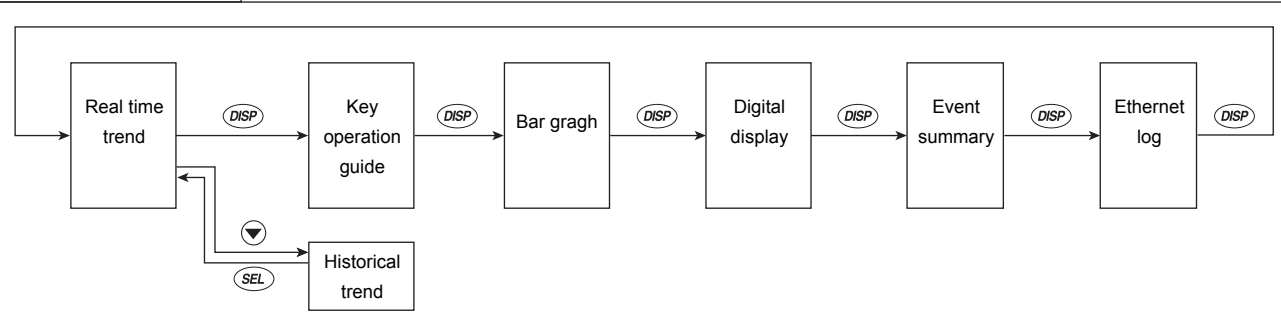 Real time
trend
DISP
Key
operation
guide
DISP
Bar gragh
DISP
Digital
display
DISP
Event
summary
DISP
Ethernet
log
DISP
Historical
trend
SEL